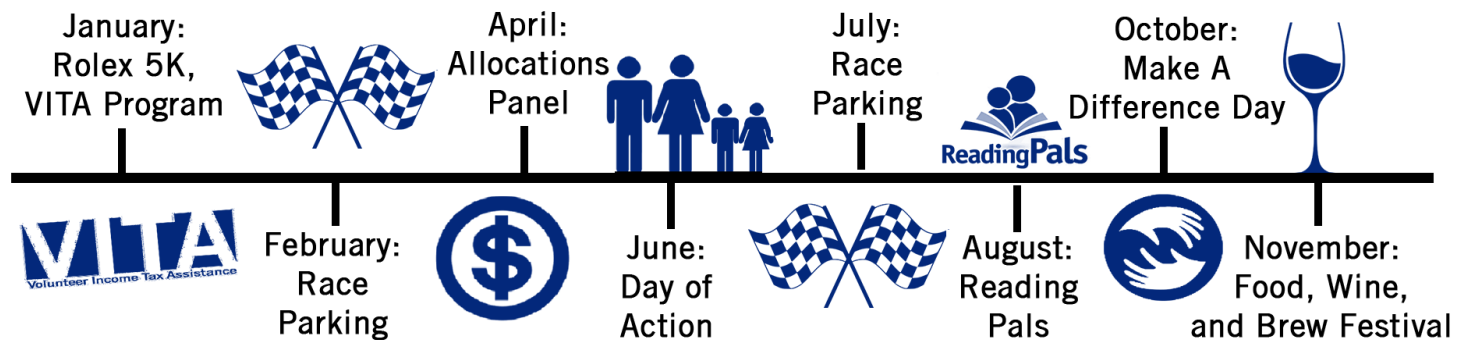 January:
Rolex 5K,
VITA Program
VITA
Volunteer Income Tax Assistance
February:
Race
Parking
April:
Allocations
Panel
$
June:
Day of
Action
July:
Race
Parking
ReadingPals
August:
Reading
Pals
October:
Make A
Difference Day
November:
Food, Wine,
and Brew Festival